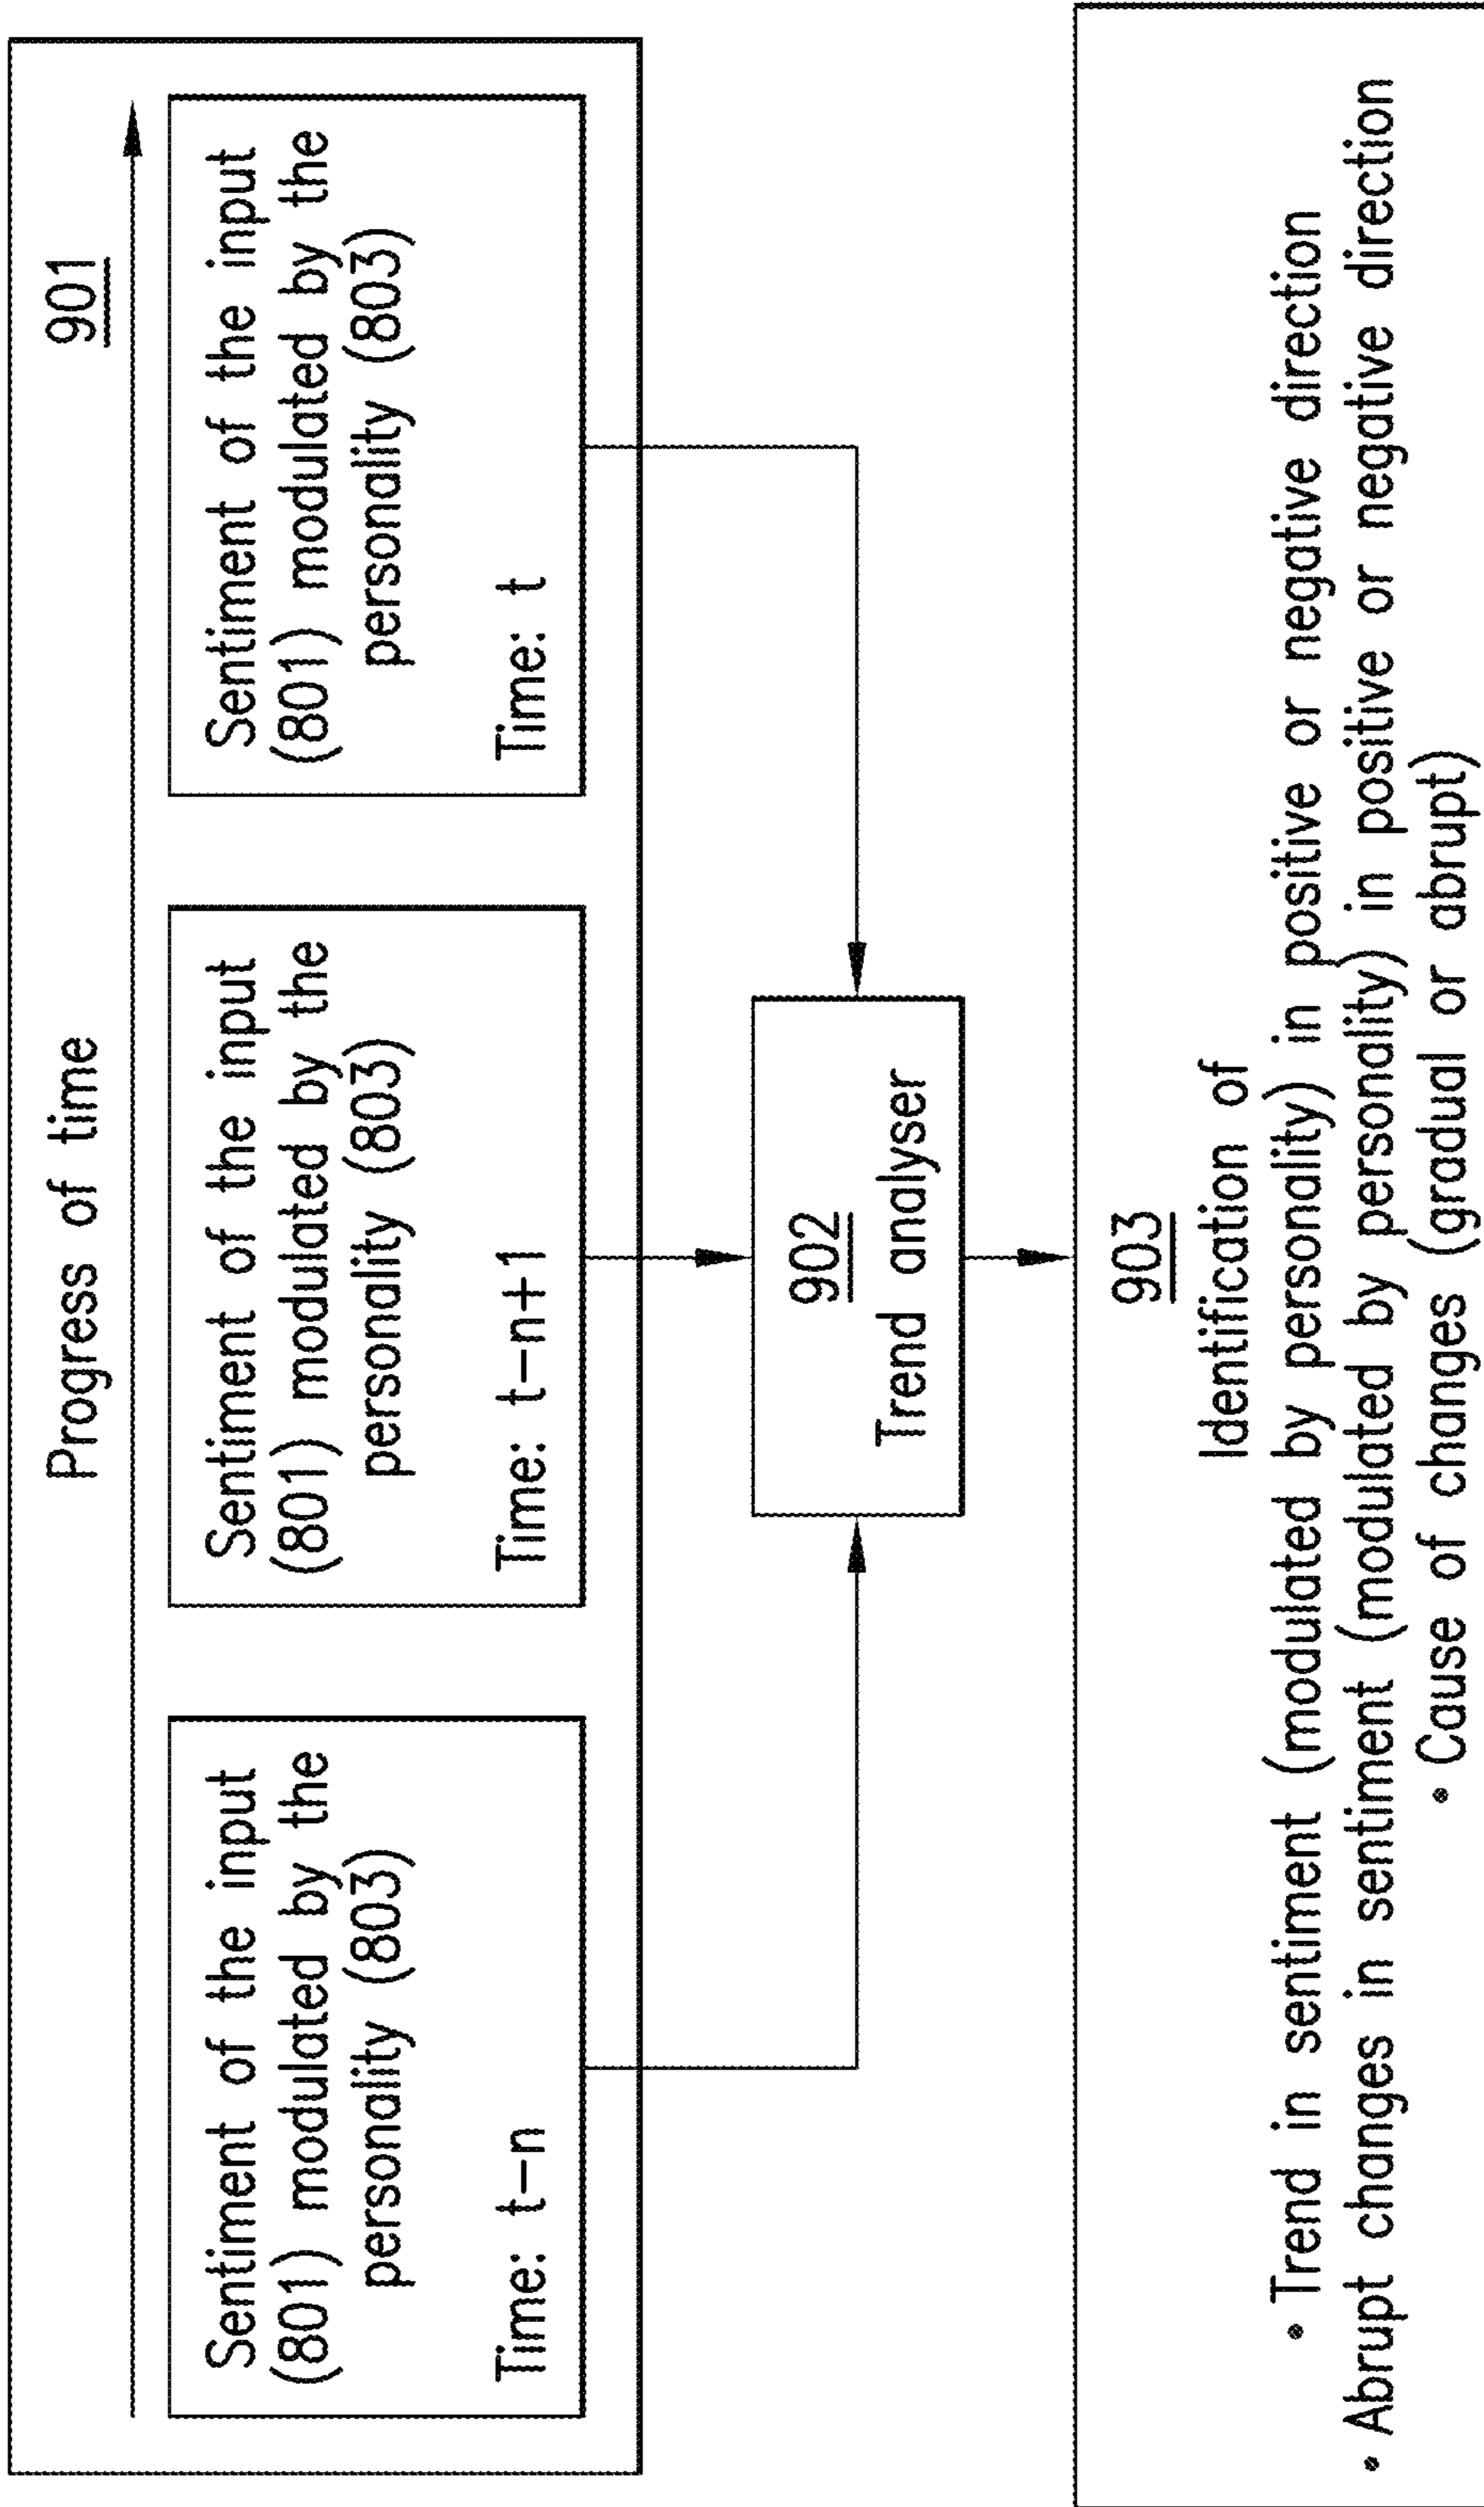 Progress of time
901
Sentiment of the input
(801) modulated by the
personality (803)
Time: t-n
Sentiment of the input
(801) modulated by the
personality (803)
Time: t-n+1
Sentiment of the input
(801) modulated by the
personality (803)
Time: t
902
Trend analyser
903
Identification of
• Trend in sentiment (modulated by personality) in positive or negative direction
• Abrupt changes in sentiment (modulated by personality) in positive or negative direction
• Cause of changes (gradual or abrupt)